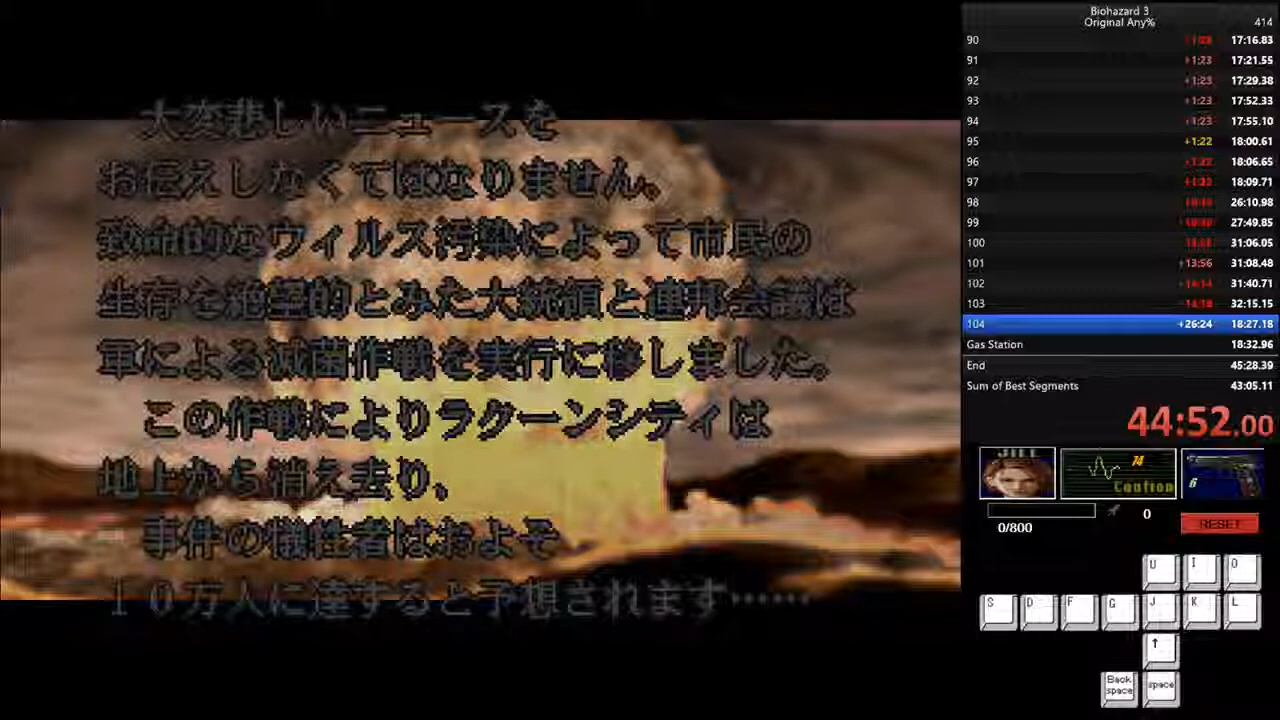 大変悲しいニュースを
お伝えしなくてはなりません。
致命的なウィルス汚染によって市民の
生存を絶望的とみた大統領と連邦会議は
軍による滅菌作戦を実行に移しました。
この作戦によりラクーンシティは
地上から消え去り、
事件の犠牲者はおよそ
１０万人に達すると予想されます……
Biohazard 3
Original Any%
414
90 17:16.83
91 +1:23 17:21.55
92 +1:23 17:29.38
93 +1:23 17:52.33
94 +1:23 17:55.10
95 +1:22 18:00.61
96 +1:22 18:06.65
97 +1:22 18:09.71
98 26:10.98
99 27:49.85
100 31:06.05
101 +13:56 31:08.48
102 +14:14 31:40.71
103 +14:18 32:15.15
104 +26:24 18:27.18
Gas Station 18:32.96
End 45:28.39
Sum of Best Segments 43:05.11
44:52.00
JILL
74
Caution
6
0
0/800
RESET
U I O
S D F G J K L
↑
Back space
space